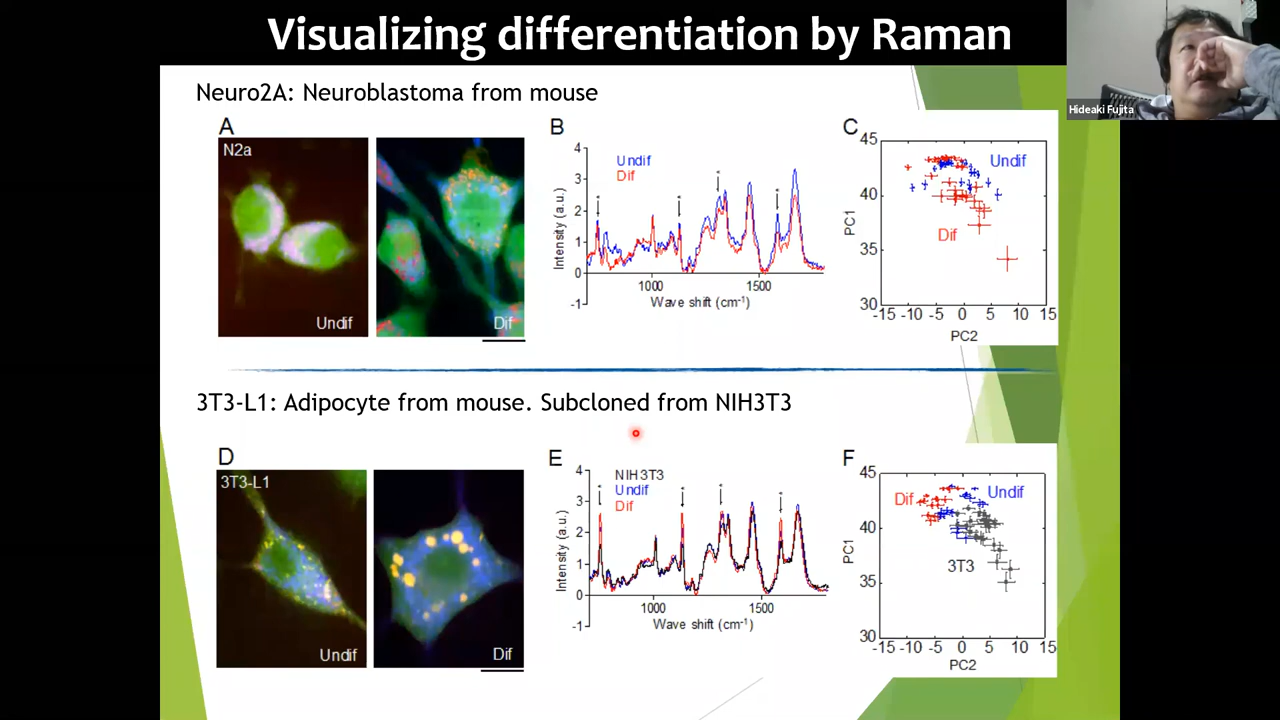 Visualizing differentiation by Raman
Hideaki Fujita
Neuro2A: Neuroblastoma from mouse
A
N2a
Undif
Dif
B
4
3
2
1
0
-1
Undif
Dif
*
*
*
*
Intensity (a.u.)
1000
1500
Wave shift (cm-1)
C
45
40
35
30
PC1
Undif
Dif
-15 -10 -5 0 5 10 15
PC2
3T3-L1: Adipocyte from mouse. Subcloned from NIH3T3
D
3T3-L1
Undif
Dif
E
4
3
2
1
0
-1
NIH3T3
Undif
Dif
*
*
*
*
Intensity (a.u.)
1000
1500
Wave shift (cm-1)
F
45
40
35
30
PC1
Dif
Undif
3T3
-15 -10 -5 0 5 10 15
PC2